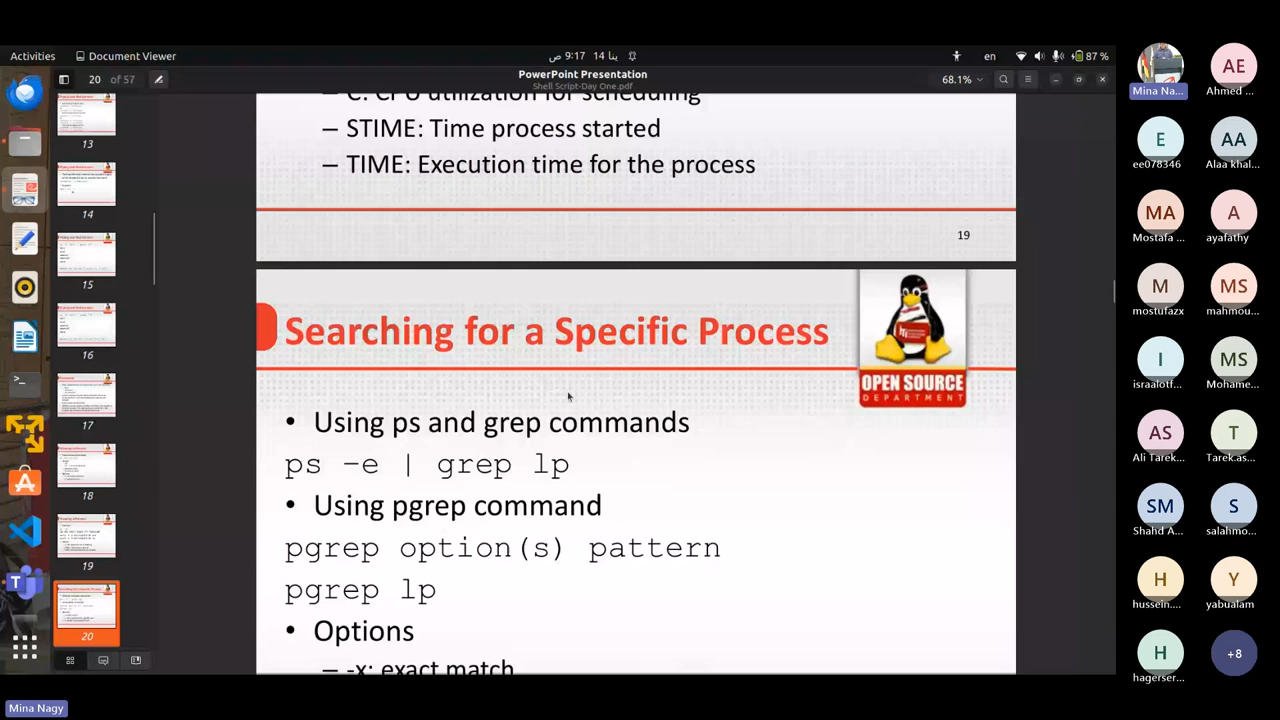 Activities
Document Viewer
9:17 ص
ينا 14
en
87 %
20 of 57
PowerPoint Presentation
Shell Script-Day One.pdf
68.1%
– STIME: Time process started
– TIME: Execution time for the process
19
Searching for a Specific Process
OPEN SOURCE
DEPARTMENT
• Using ps and grep commands
ps –e | grep lp
• Using pgrep command
pgrep option(s) pattern
pgrep lp
• Options
– -x: exact match
13
14
15
16
17
18
19
20
Mina Na...
AE
Ahmed ...
E
ee078346
AA
Alaa khal...
MA
Mostafa ...
A
ayafathy
M
mostufazx
MS
mahmou...
I
israalotf...
MS
Mohame...
AS
Ali Tarek...
T
Tarek.as...
SM
Shahd A...
S
salahmo...
H
hussein....
Y
yabualam
H
hagerser...
+8
Mina Nagy